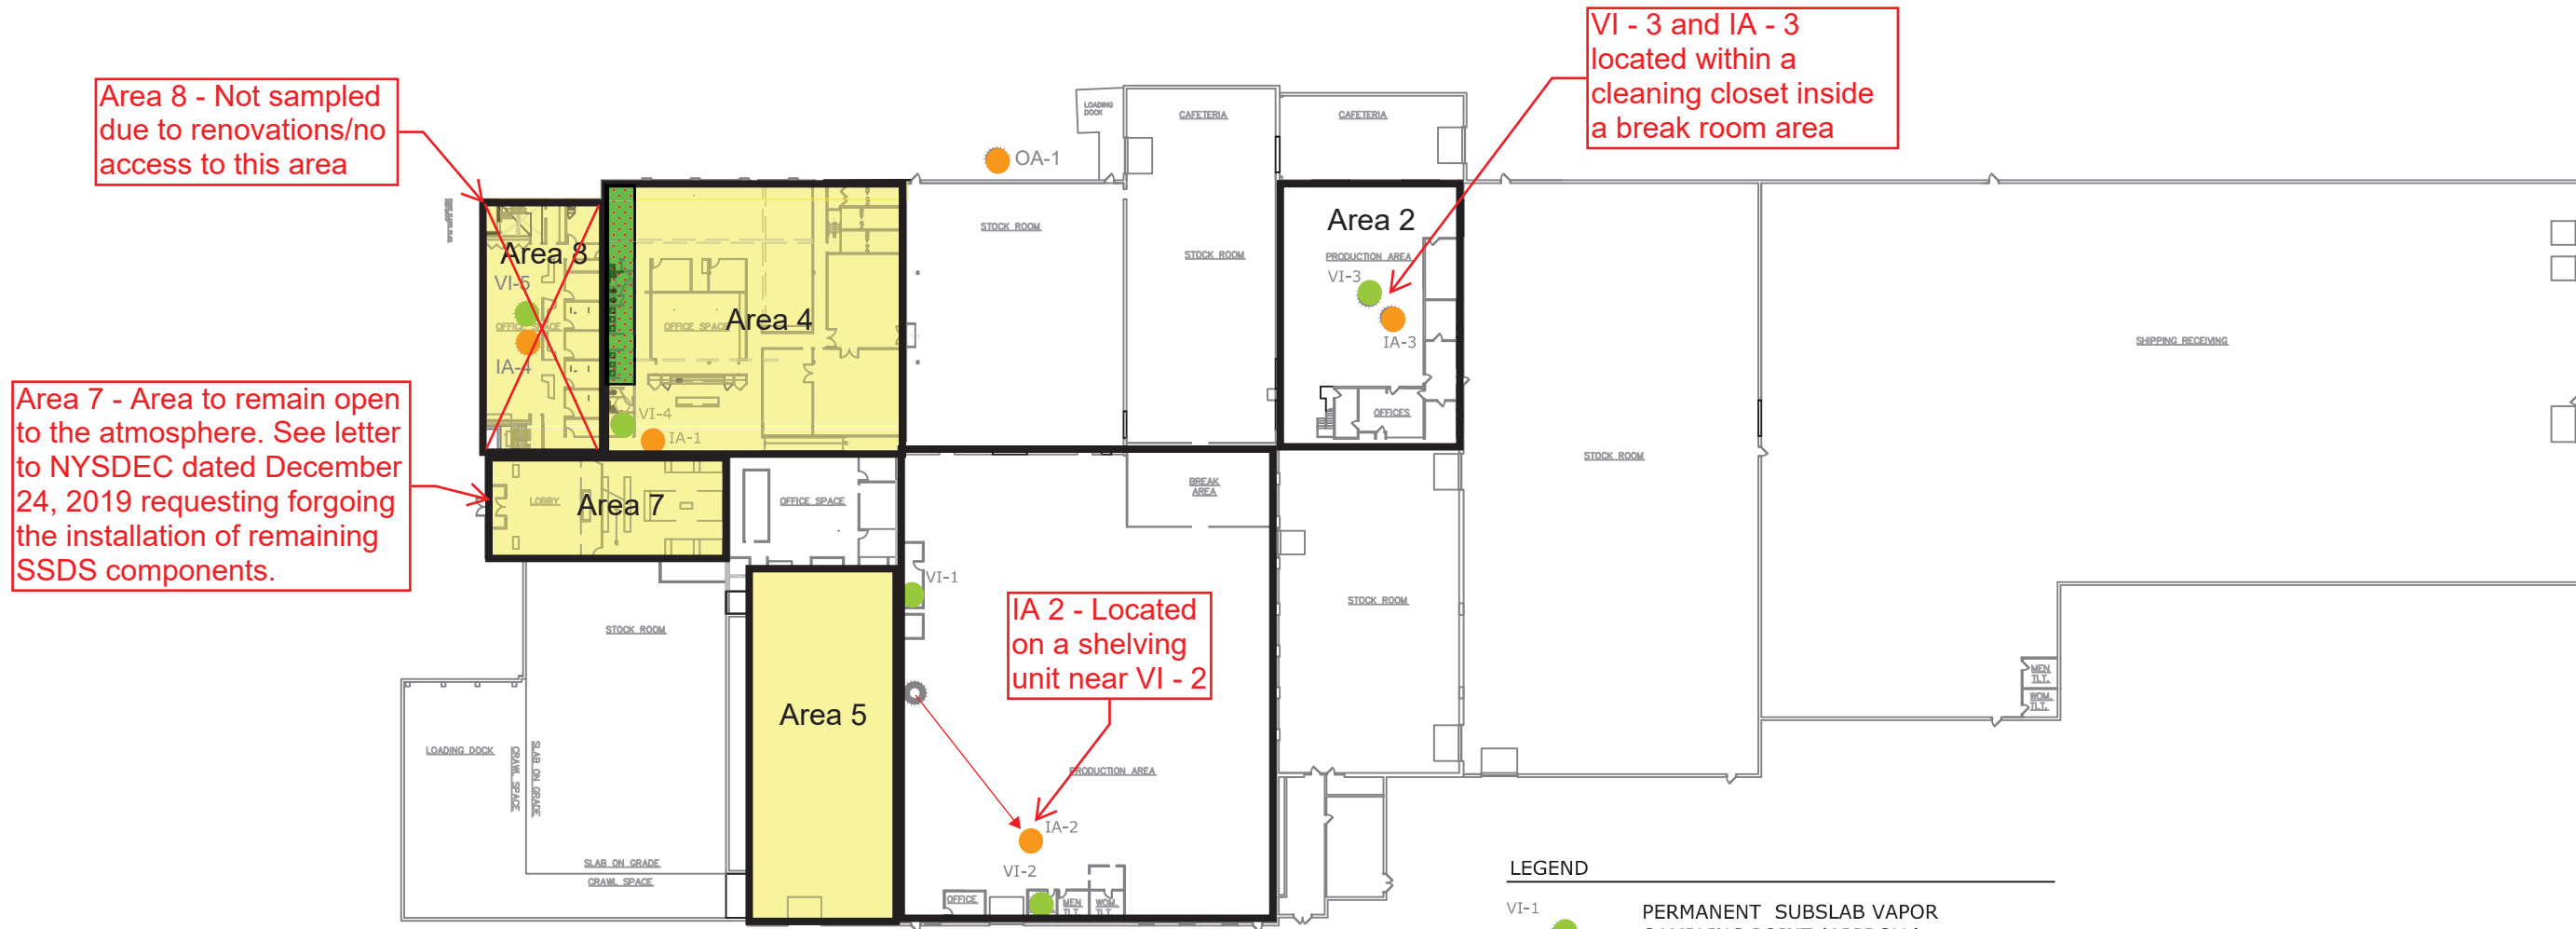 VI - 3 and IA - 3
located within a
cleaning closet inside
a break room area
Area 8 - Not sampled
due to renovations/no
access to this area
LOADING
DOCK
CAFETERIA
CAFETERIA
OA-1
Area 2
STOCK ROOM
STOCK ROOM
PRODUCTION AREA
VI-3
IA-3
OFFICES
Area 8
VI-5
OFFICE SPACE
IA-4
Area 4
OFFICE SPACE
VI-4
IA-1
SHIPPING RECEIVING
Area 7 - Area to remain open
to the atmosphere. See letter
to NYSDEC dated December
24, 2019 requesting forgoing
the installation of remaining
SSDS components.
LOBBY
Area 7
OFFICE SPACE
BREAK
AREA
STOCK ROOM
VI-1
IA 2 - Located
on a shelving
unit near VI - 2
STOCK ROOM
STOCK ROOM
MEN
TLT.
WOM.
TLT.
Area 5
LOADING DOCK
CRAWL SPACE
SLAB ON GRADE
PRODUCTION AREA
IA-2
VI-2
SLAB ON GRADE
CRAWL SPACE
OFFICE
MEN
TLT.
WOM.
TLT.
LEGEND
VI-1
PERMANENT SUBSLAB VAPOR